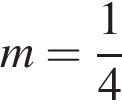 m = 1/4